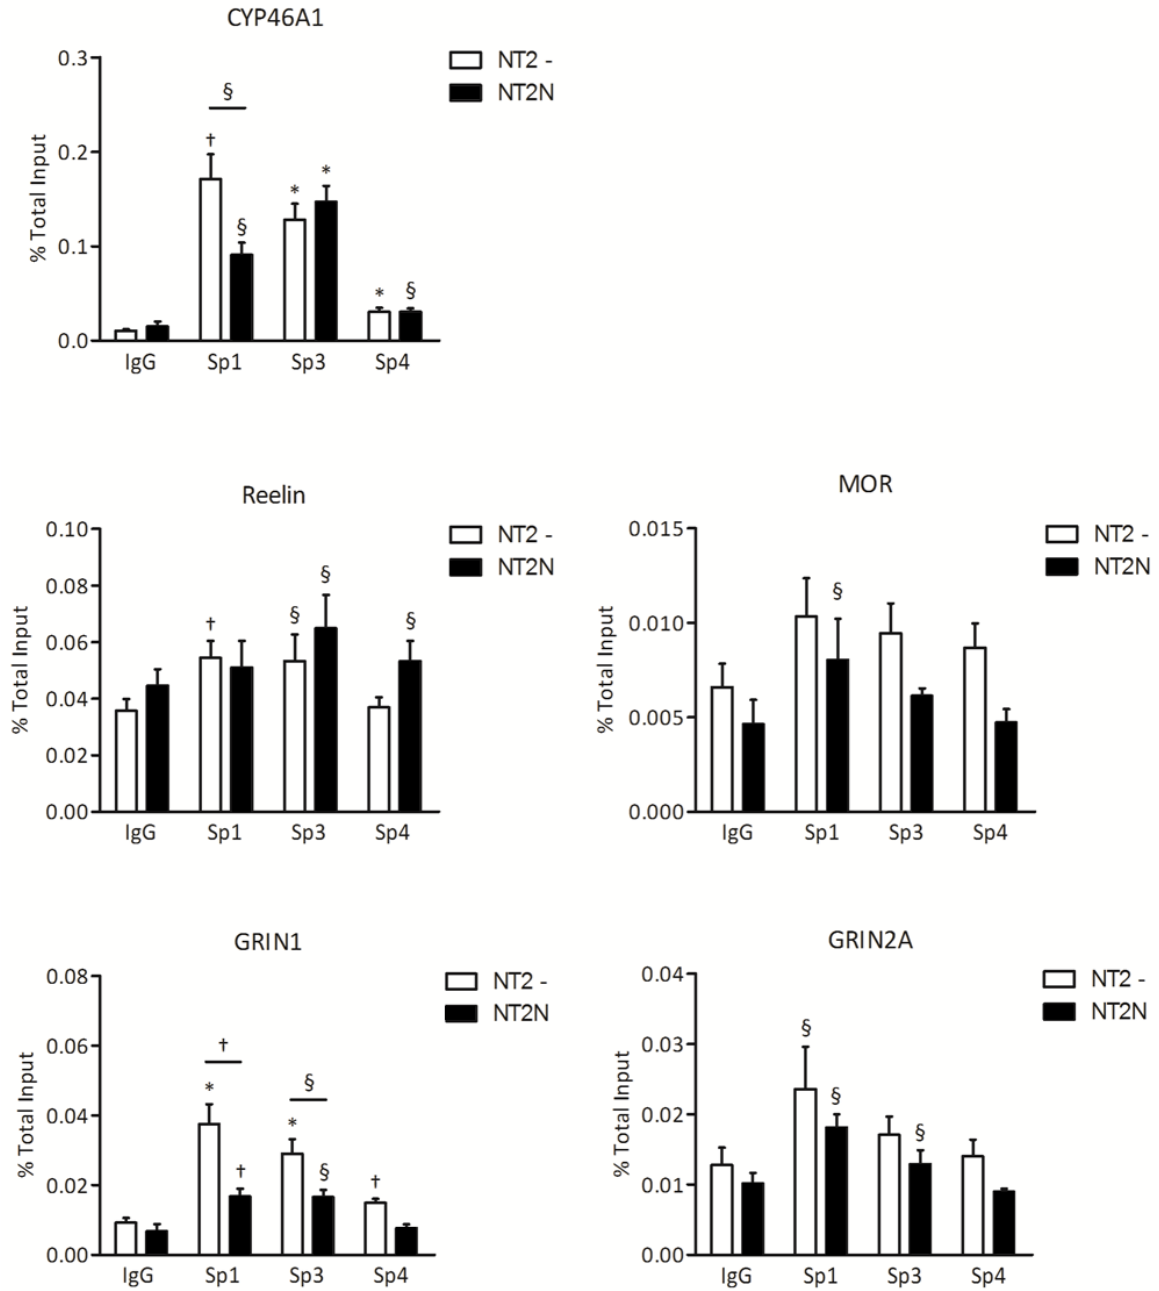 CYP46A1
NT2 -
NT2N
% Total Input
0.3
0.2
0.1
0.0
§
†
§
*
*
*
§
IgG Sp1 Sp3 Sp4
Reelin
NT2 -
NT2N
% Total Input
0.10
0.08
0.06
0.04
0.02
0.00
†
§
§
§
IgG Sp1 Sp3 Sp4
MOR
NT2 -
NT2N
% Total Input
0.015
0.010
0.005
0.000
§
IgG Sp1 Sp3 Sp4
GRIN1
NT2 -
NT2N
% Total Input
0.08
0.06
0.04
0.02
0.00
†
*
†
§
*
§
†
IgG Sp1 Sp3 Sp4
GRIN2A
NT2 -
NT2N
% Total Input
0.04
0.03
0.02
0.01
0.00
§
§
§
IgG Sp1 Sp3 Sp4